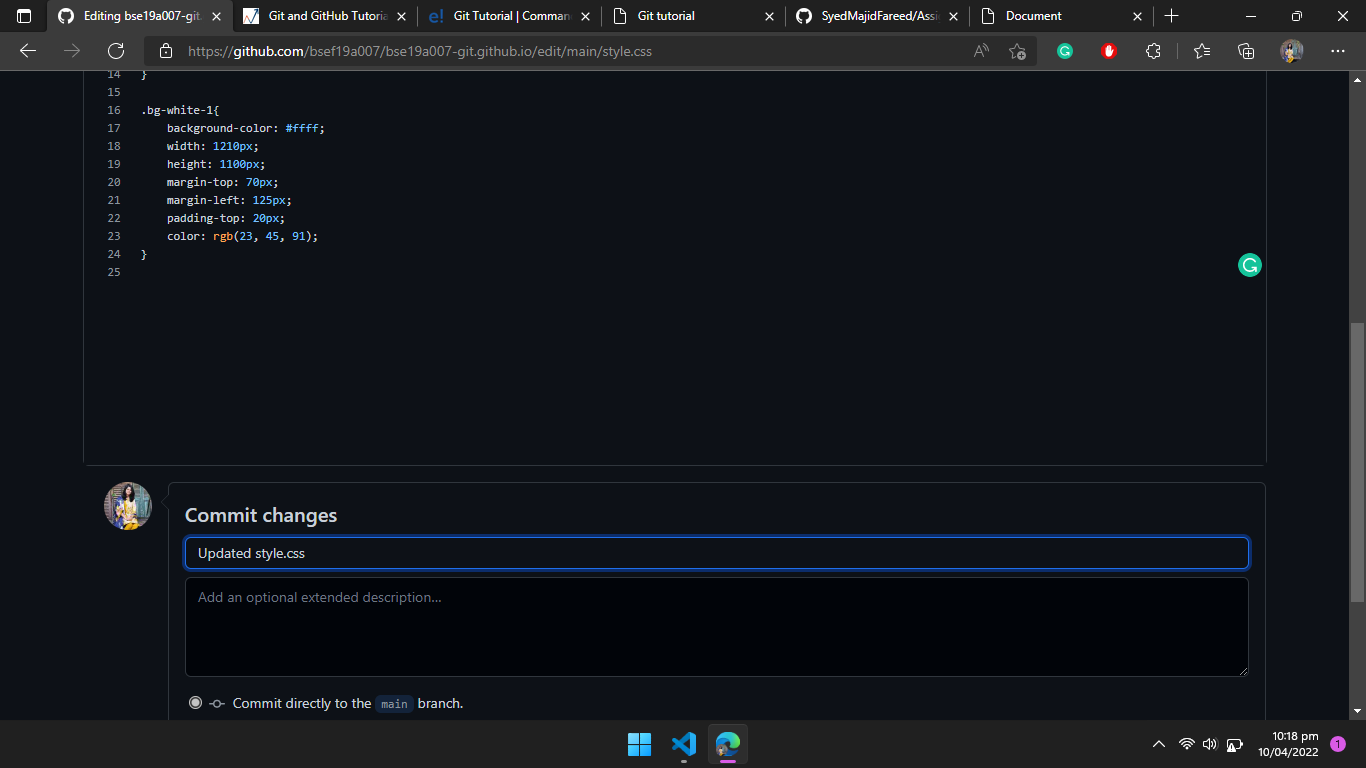 Editing bse19a007-git.
Git and GitHub Tutoria
e! Git Tutorial | Comman
Git tutorial
SyedMajidFareed/Assi
Document
https://github.com/bsef19a007/bse19a007-git.github.io/edit/main/style.css
14 }
15
16 .bg-white-1{
17 background-color: #ffff;
18 width: 1210px;
19 height: 1100px;
20 margin-top: 70px;
21 margin-left: 125px;
22 padding-top: 20px;
23 color: rgb(23, 45, 91);
24 }
25
Commit changes
Updated style.css
Add an optional extended description...
Commit directly to the main branch.
10:18 pm
10/04/2022
1